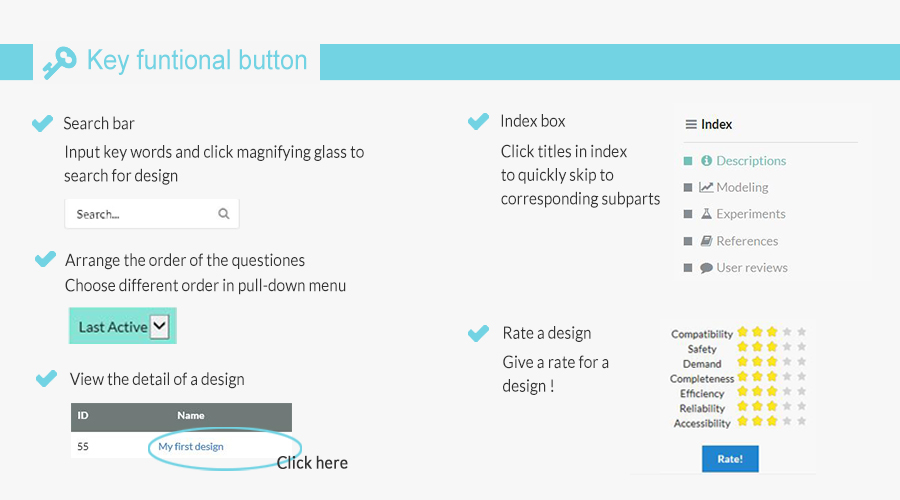 Key funtional button
Search bar
Input key words and click magnifying glass to
search for design
Search...
Arrange the order of the questiones
Choose different order in pull-down menu
Last Active
View the detail of a design
ID Name
55 My first design
Click here
Index box
Click titles in index
to quickly skip to
corresponding subparts
Index
Descriptions
Modeling
Experiments
References
User reviews
Rate a design
Give a rate for a
design !
Compatibility
Safety
Demand
Completeness
Efficiency
Reliability
Accessibility
Rate!